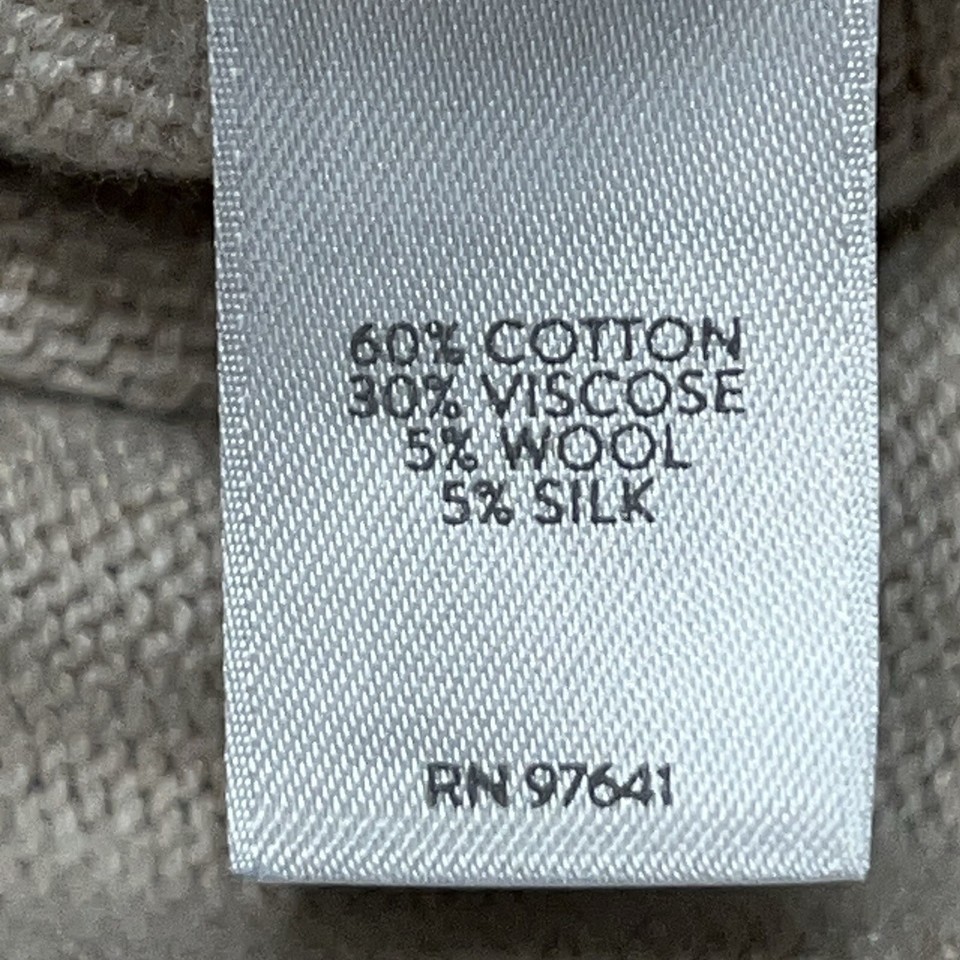 60% COTTON
30% VISCOSE
5% WOOL
5% SILK
RN 97641